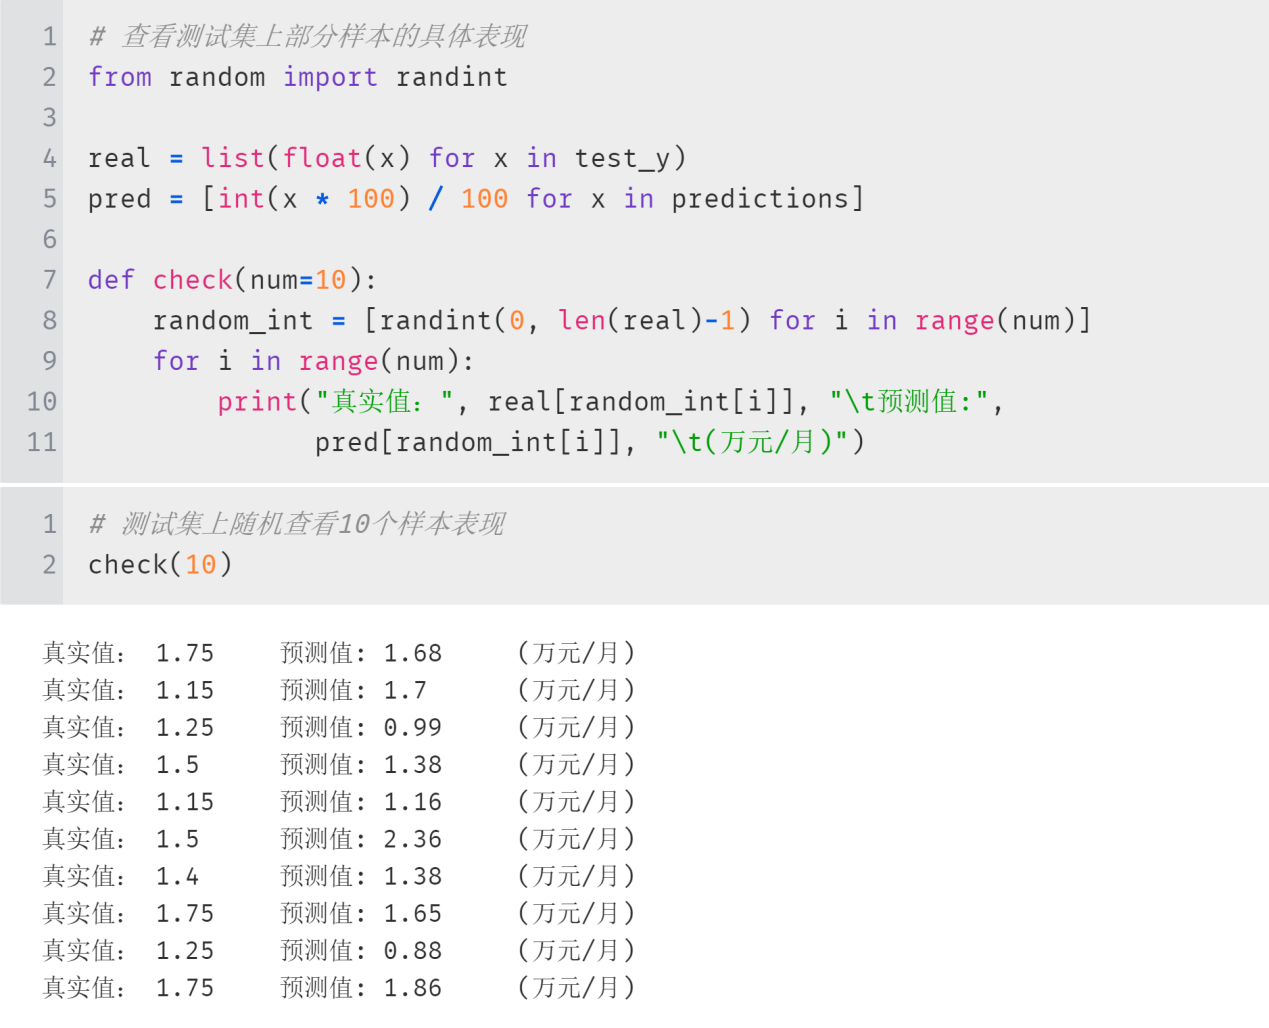 1 # 查看测试集上部分样本的具体表现
2 from random import randint
3
4 real = list(float(x) for x in test_y)
5 pred = [int(x * 100) / 100 for x in predictions]
6
7 def check(num=10):
8     random_int = [randint(0, len(real)-1) for i in range(num)]
9     for i in range(num):
10         print("真实值：", real[random_int[i]], "\t预测值:",
11               pred[random_int[i]], "\t(万元/月)")
1 # 测试集上随机查看10个样本表现
2 check(10)
真实值： 1.75 预测值: 1.68 (万元/月)
真实值： 1.15 预测值: 1.7 (万元/月)
真实值： 1.25 预测值: 0.99 (万元/月)
真实值： 1.5 预测值: 1.38 (万元/月)
真实值： 1.15 预测值: 1.16 (万元/月)
真实值： 1.5 预测值: 2.36 (万元/月)
真实值： 1.4 预测值: 1.38 (万元/月)
真实值： 1.75 预测值: 1.65 (万元/月)
真实值： 1.25 预测值: 0.88 (万元/月)
真实值： 1.75 预测值: 1.86 (万元/月)